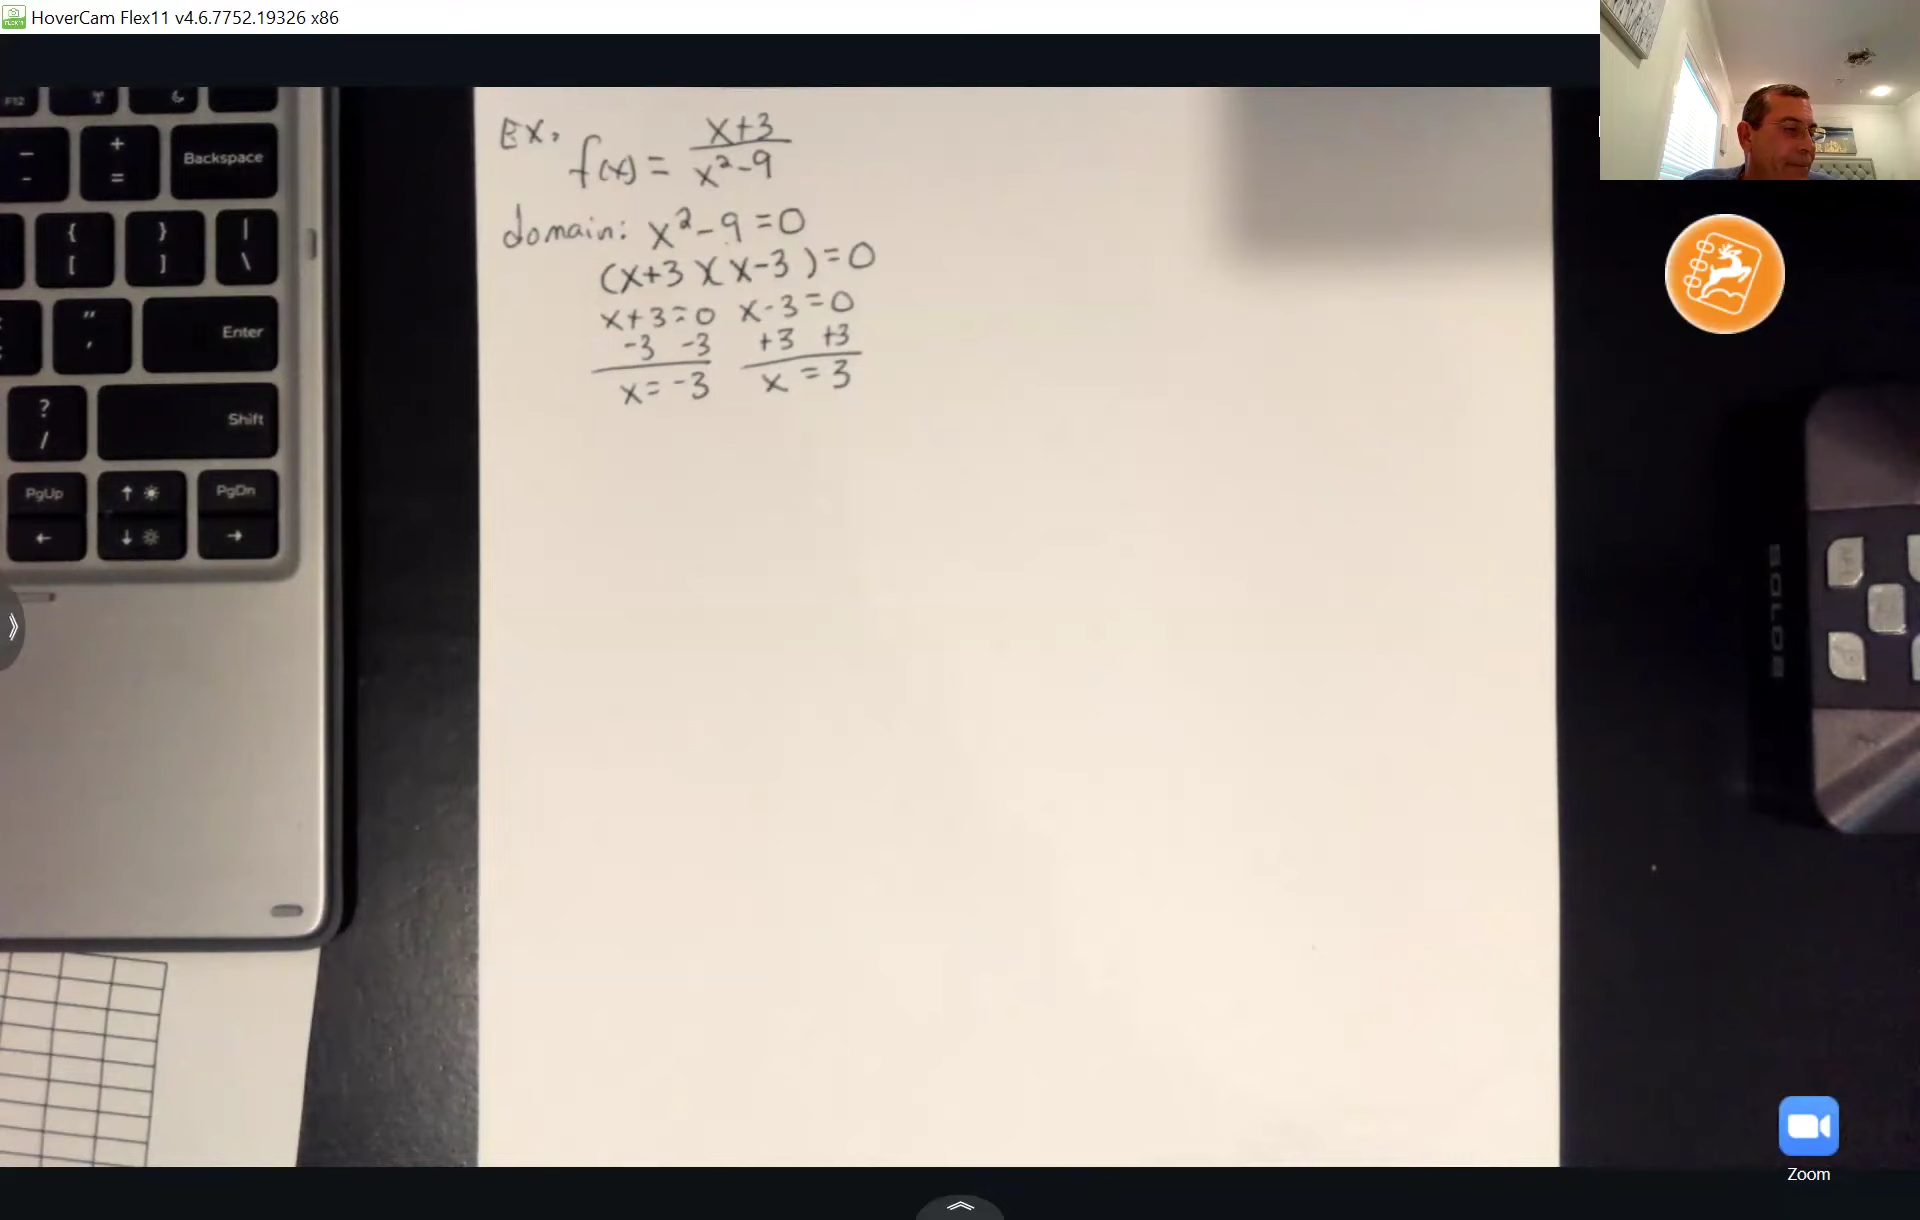 HoverCam Flex11 v4.6.7752.19326 x86
F12
Backspace
- + =
{ [ } ] | \
" , Enter
? / Shift
PgUp ↑ PgDn
← ↓ →
Ex. f(x) = x+3 / x²-9
domain: x²-9=0
(x+3)(x-3)=0
x+3=0 x-3=0
-3 -3 +3 +3
x=-3 x=3
Zoom